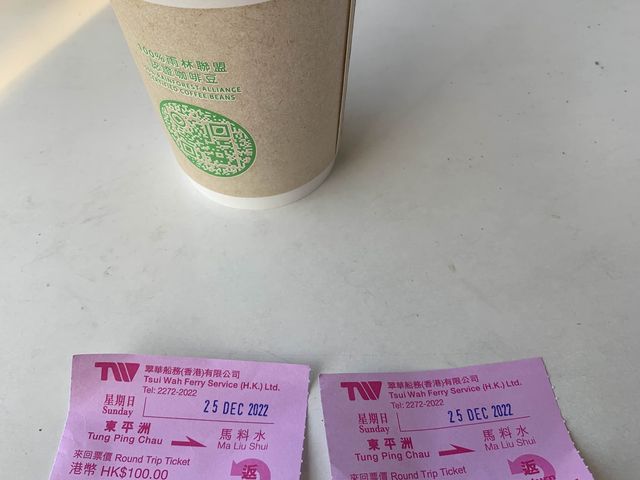 100%雨林聯盟
認證咖啡豆
RAINFOREST ALLIANCE
CERTIFIED COFFEE BEANS
TW 翠華船務(香港)有限公司
Tsui Wah Ferry Service (H.K.) Ltd.
Tel: 2272-2022
星期日
Sunday
25 DEC 2022
東平洲
Tung Ping Chau
馬料水
Ma Liu Shui
來回票價 Round Trip Ticket
港幣 HK$100.00
返
TW 翠華船務(香港)有限公司
Tsui Wah Ferry Service (H.K.) Ltd.
Tel: 2272-2022
星期日
Sunday
25 DEC 2022
東平洲
Tung Ping Chau
馬料水
Ma Liu Shui
來回票價 Round Trip Ticket
返